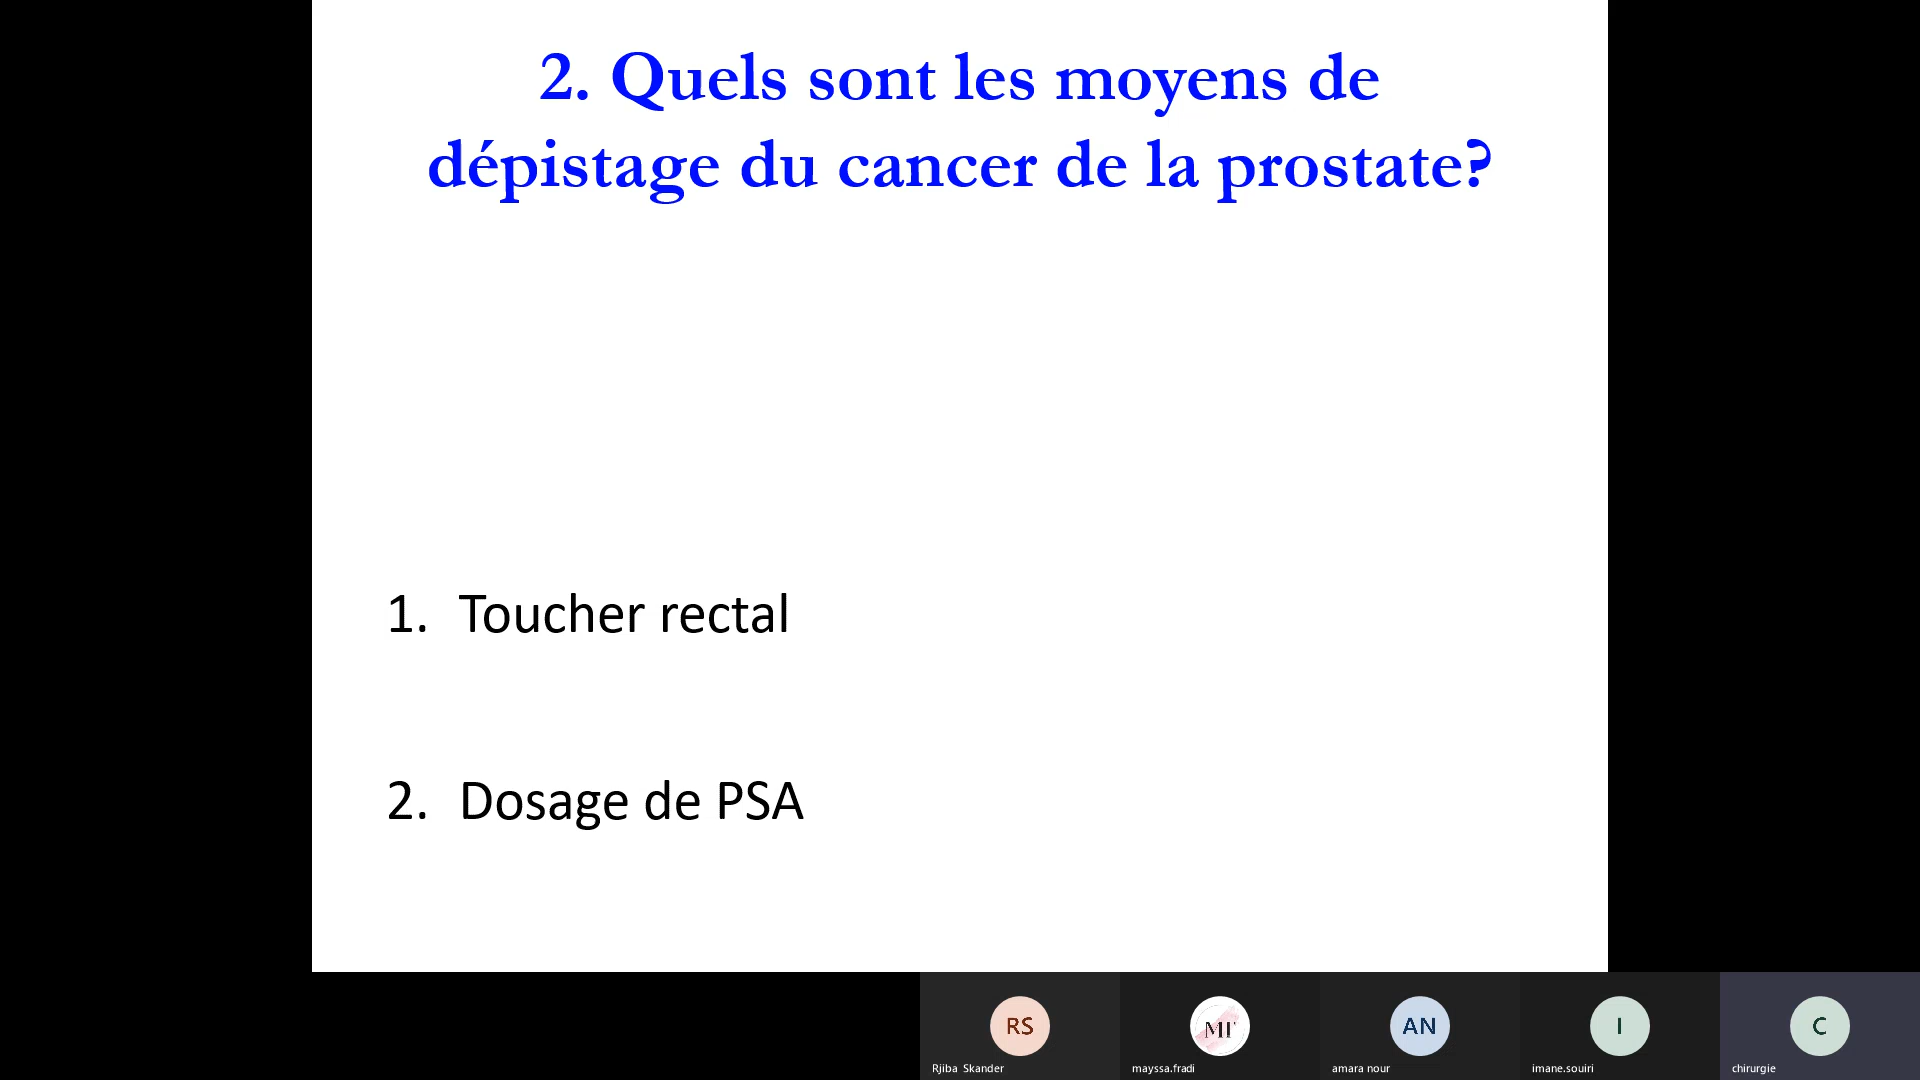 2. Quels sont les moyens de
dépistage du cancer de la prostate?
1. Toucher rectal
2. Dosage de PSA
RS
MF
AN
I
C
Rjiba Skander
mayssa.fradi
amara nour
imane.souiri
chirurgie